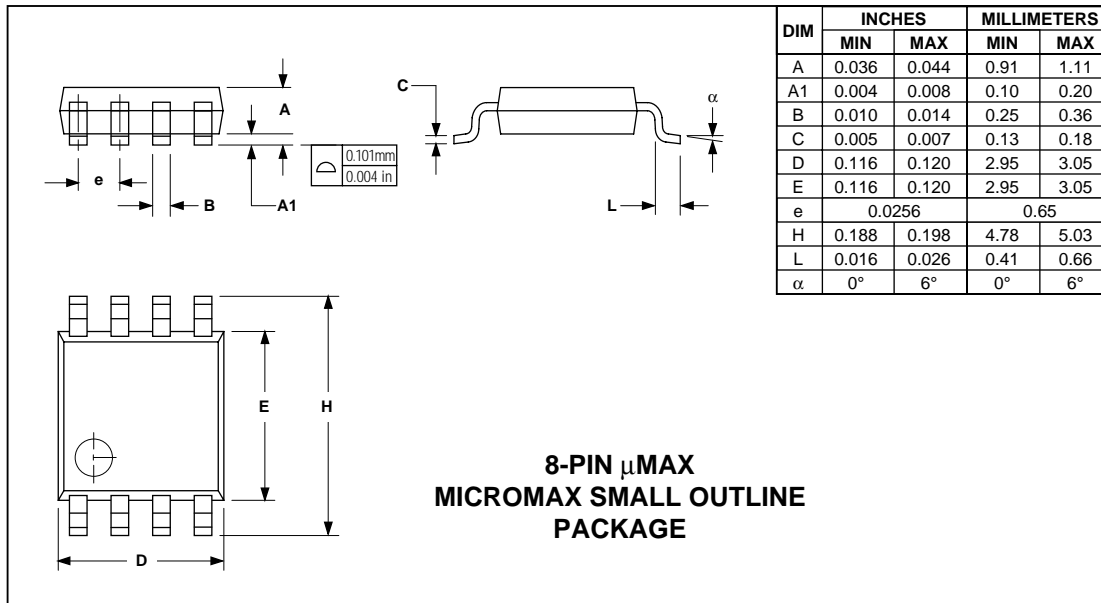 DIM INCHES MILLIMETERS
MIN MAX MIN MAX
A 0.036 0.044 0.91 1.11
A1 0.004 0.008 0.10 0.20
B 0.010 0.014 0.25 0.36
C 0.005 0.007 0.13 0.18
D 0.116 0.120 2.95 3.05
E 0.116 0.120 2.95 3.05
e 0.0256 0.65
H 0.188 0.198 4.78 5.03
L 0.016 0.026 0.41 0.66
α 0° 6° 0° 6°
A
C
α
0.101mm
0.004 in
e
B
A1
L
E
H
D
8-PIN μMAX
MICROMAX SMALL OUTLINE
PACKAGE